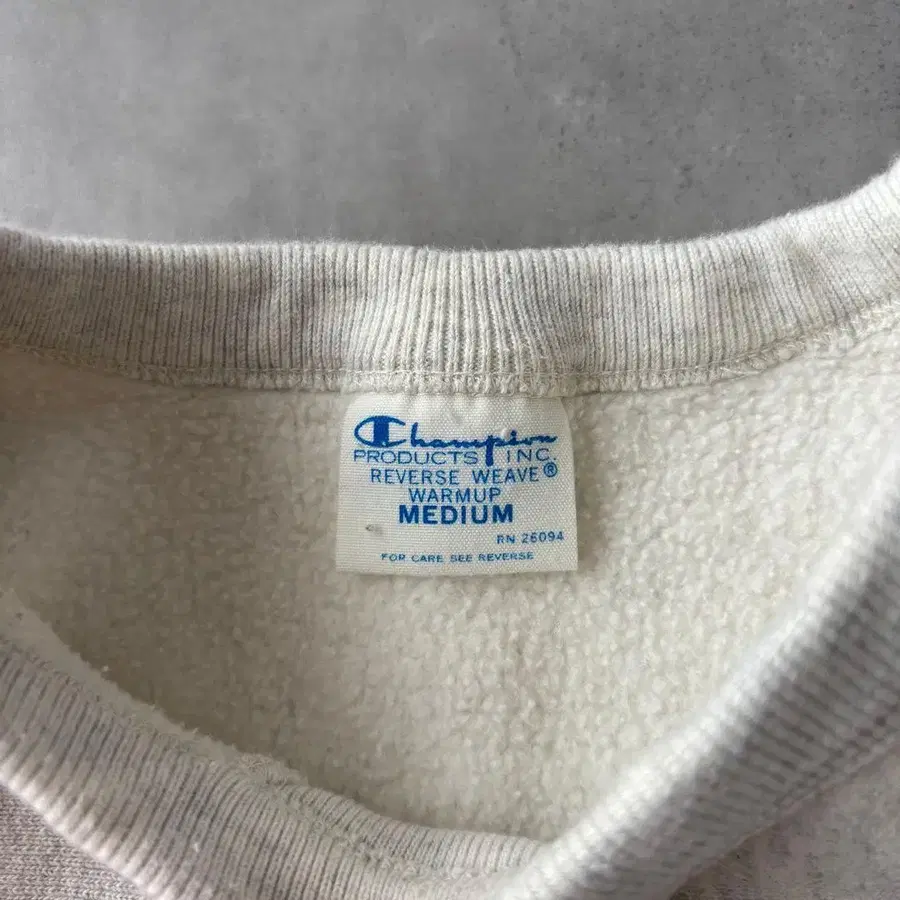 Champion
PRODUCTS INC.
REVERSE WEAVE®
WARMUP
MEDIUM
RN 26094
FOR CARE SEE REVERSE